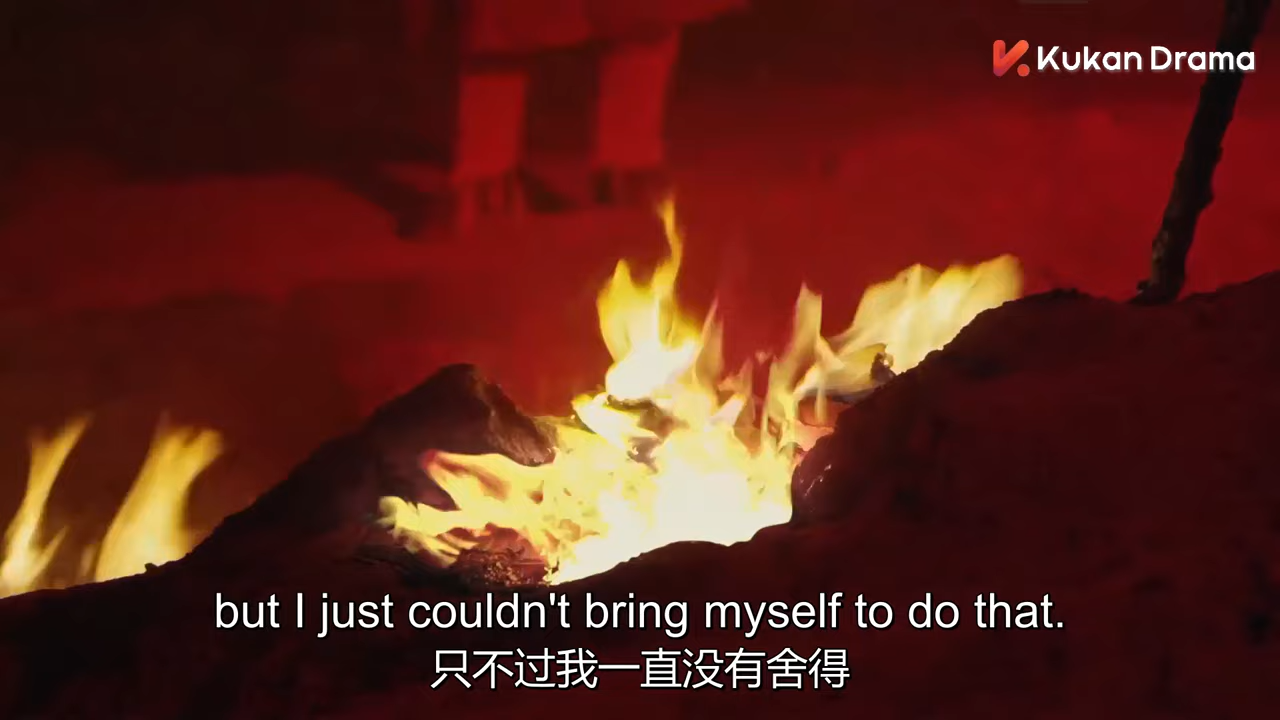 Kukan Drama
but I just couldn't bring myself to do that.
只不过我一直没有舍得